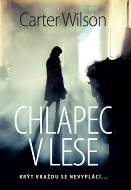 Carter Wilson
CHLAPEC
V LESE
KRÝT VRAŽDU SE NEVYPLÁCÍ...